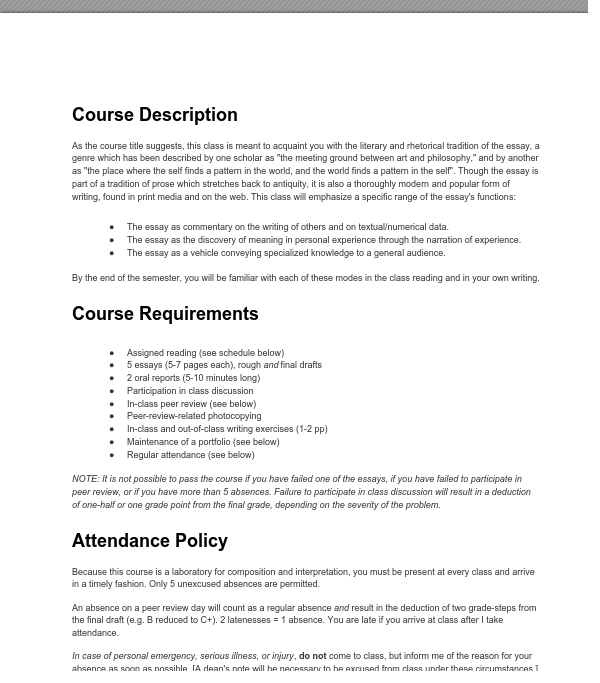 Course Description
As the course title suggests, this class is meant to acquaint you with the literary and rhetorical tradition of the essay, a
genre which has been described by one scholar as "the meeting ground between art and philosophy," and by another
as "the place where the self finds a pattern in the world, and the world finds a pattern in the self". Though the essay is
part of a tradition of prose which stretches back to antiquity, it is also a thoroughly modern and popular form of
writing, found in print media and on the web. This class will emphasize a specific range of the essay's functions:
● The essay as commentary on the writing of others and on textual/numerical data.
● The essay as the discovery of meaning in personal experience through the narration of experience.
● The essay as a vehicle conveying specialized knowledge to a general audience.
By the end of the semester, you will be familiar with each of these modes in the class reading and in your own writing.
Course Requirements
● Assigned reading (see schedule below)
● 5 essays (5-7 pages each), rough and final drafts
● 2 oral reports (5-10 minutes long)
● Participation in class discussion
● In-class peer review (see below)
● Peer-review-related photocopying
● In-class and out-of-class writing exercises (1-2 pp)
● Maintenance of a portfolio (see below)
● Regular attendance (see below)
NOTE: It is not possible to pass the course if you have failed one of the essays, if you have failed to participate in
peer review, or if you have more than 5 absences. Failure to participate in class discussion will result in a deduction
of one-half or one grade point from the final grade, depending on the severity of the problem.
Attendance Policy
Because this course is a laboratory for composition and interpretation, you must be present at every class and arrive
in a timely fashion. Only 5 unexcused absences are permitted.
An absence on a peer review day will count as a regular absence and result in the deduction of two grade-steps from
the final draft (e.g. B reduced to C+). 2 latenesses = 1 absence. You are late if you arrive at class after I take
attendance.
In case of personal emergency, serious illness, or injury, do not come to class, but inform me of the reason for your
absence as soon as possible. [A dean's note will be necessary to be excused from class under these circumstances.]